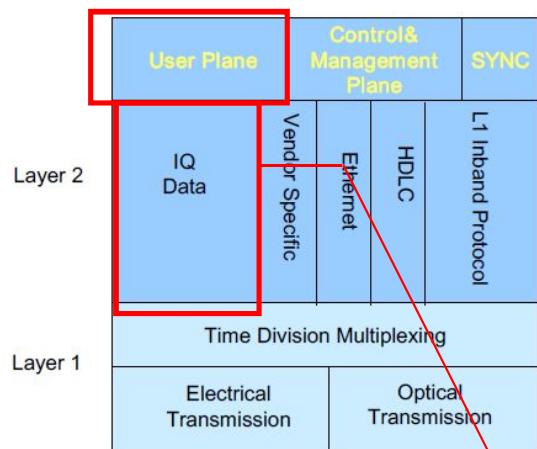 User Plane
Control&
Management
Plane
SYNC
Layer 2
IQ
Data
Vendor Specific
Ethernet
HDLC
L1 Inband Protocol
Time Division Multiplexing
Layer 1
Electrical
Transmission
Optical
Transmission